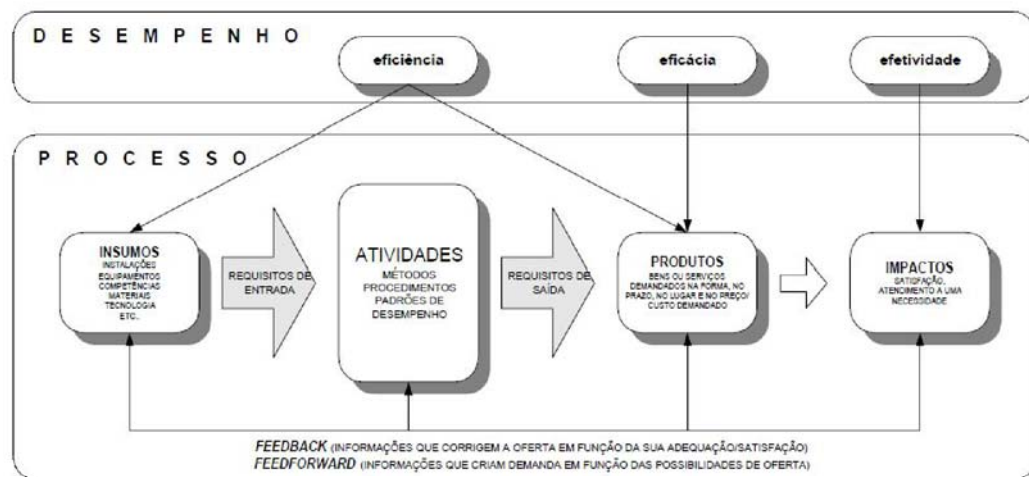 D E S E M P E N H O
eficiência
eficácia
efetividade
P R O C E S S O
INSUMOS
INSTALAÇÕES
EQUIPAMENTOS
COMPETÊNCIAS
MATERIAIS
TECNOLOGIA
ETC..
REQUISITOS DE
ENTRADA
ATIVIDADES
MÉTODOS
PROCEDIMENTOS
PADRÕES DE
DESEMPENHO
REQUISITOS DE
SAÍDA
PRODUTOS
BENS OU SERVIÇOS
DEMANDADOS NA FORMA, NO
PRAZO, NO LUGAR E NO PREÇO/
CUSTO DEMANDADO
IMPACTOS
SATISFAÇÃO,
ATENDIMENTO A UMA
NECESSIDADE
FEEDBACK (INFORMAÇÕES QUE CORRIGEM A OFERTA EM FUNÇÃO DA SUA ADEQUAÇÃO/SATISFAÇÃO)
FEEDFORWARD (INFORMAÇÕES QUE CRIAM DEMANDA EM FUNÇÃO DAS POSSIBILIDADES DE OFERTA)